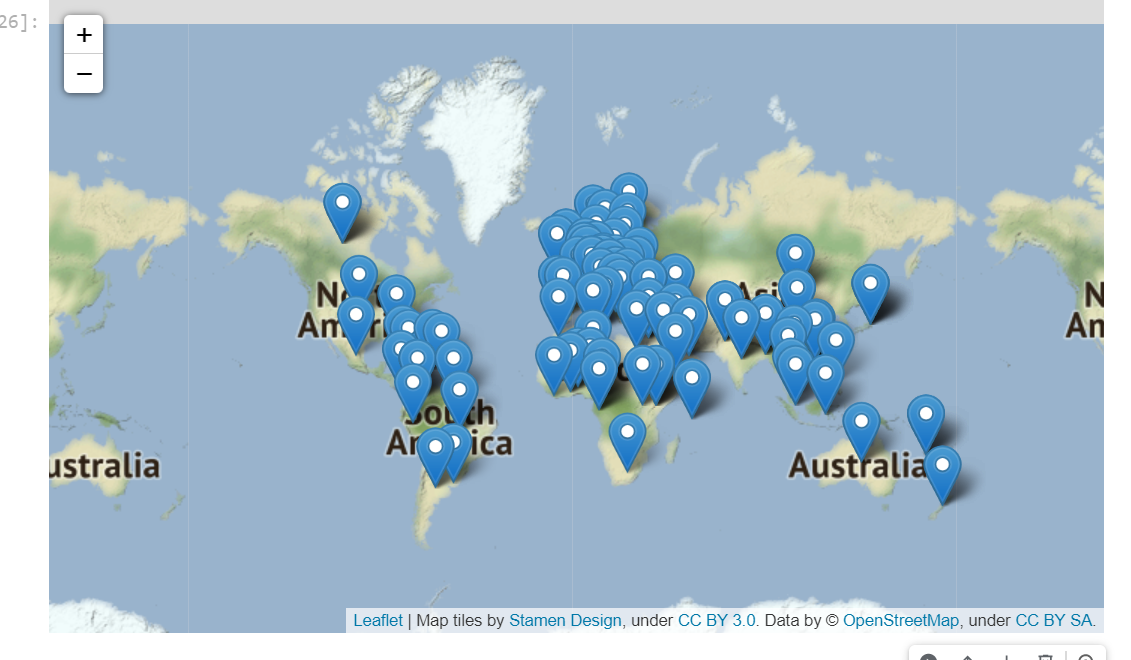 26]:
+
−
N
Asi
Ameri
Am
South
America
ustralia
Australia
Leaflet | Map tiles by Stamen Design, under CC BY 3.0. Data by © OpenStreetMap, under CC BY SA.